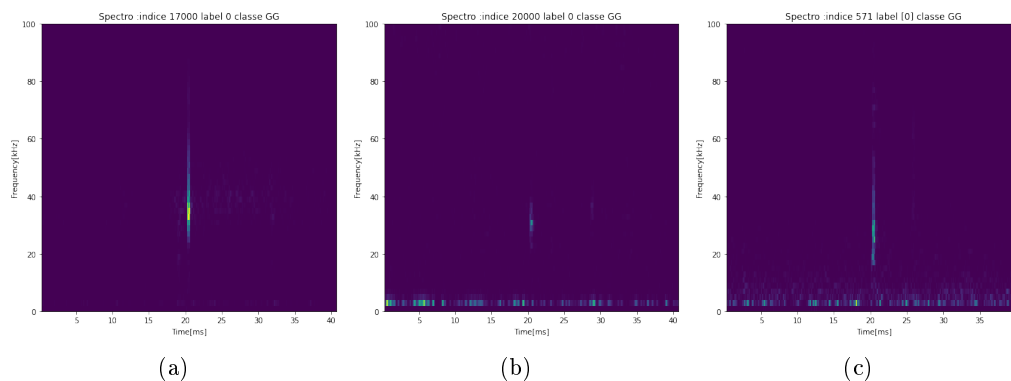 Spectro :indice 17000 label 0 classe GG
100
80
60
40
20
0
Frequency[kHz]
5 10 15 20 25 30 35 40
Time[ms]
(a)
Spectro :indice 20000 label 0 classe GG
100
80
60
40
20
0
Frequency[kHz]
5 10 15 20 25 30 35 40
Time[ms]
(b)
Spectro :indice 571 label [0] classe GG
100
80
60
40
20
0
Frequency[kHz]
5 10 15 20 25 30 35
Time[ms]
(c)